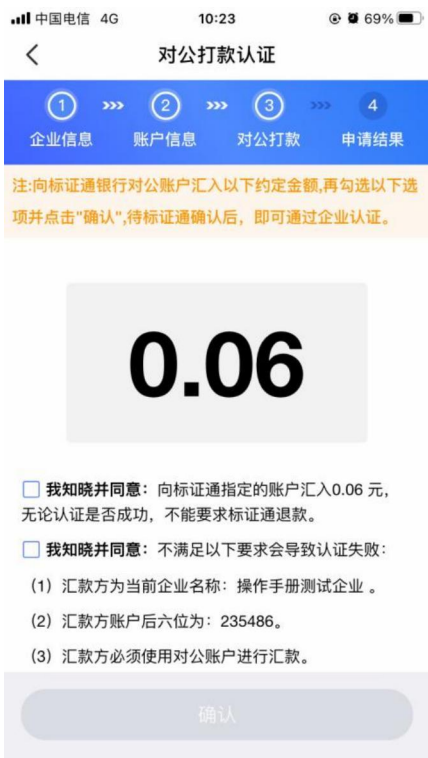 中国电信 4G 10:23 69%
对公打款认证
1 2 3 4
企业信息 账户信息 对公打款 申请结果
注:向标证通银行对公账户汇入以下约定金额,再勾选以下选
项并点击"确认",待标证通确认后，即可通过企业认证。
0.06
我知晓并同意：向标证通指定的账户汇入0.06 元，
无论认证是否成功，不能要求标证通退款。
我知晓并同意：不满足以下要求会导致认证失败：
（1）汇款方为当前企业名称：操作手册测试企业 。
（2）汇款方账户后六位为：235486。
（3）汇款方必须使用对公账户进行汇款。
确认